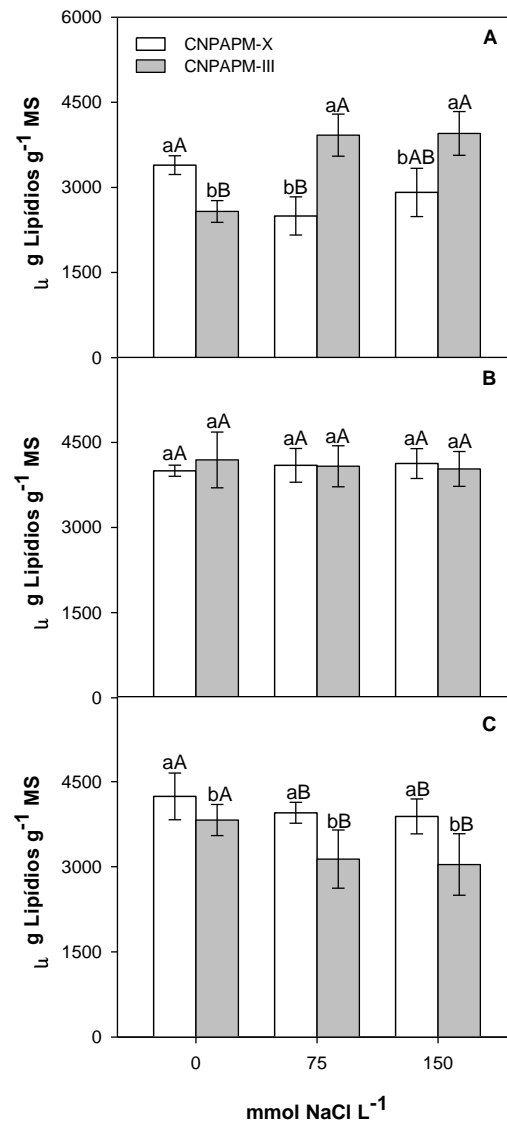 6000
A
CNPAPM-X
CNPAPM-III
aA
bB
bB
aA
bAB
aA
4500
3000
1500
0
µ g Lipídios g-1 MS
B
aA
aA
aA
aA
aA
aA
4500
3000
1500
0
µ g Lipídios g-1 MS
C
aA
bA
aB
bB
aB
bB
4500
3000
1500
0
µ g Lipídios g-1 MS
0 75 150
mmol NaCl L-1